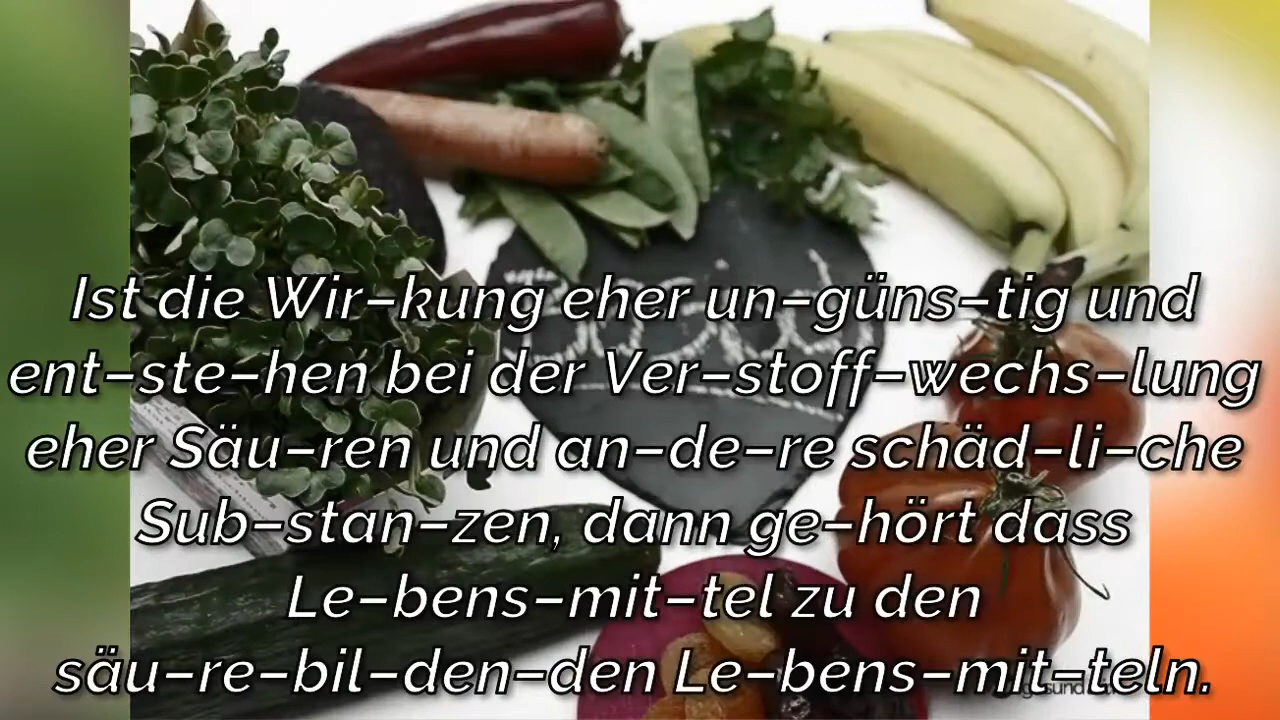 Ist die Wir-kung eher un-güns-tig und
ent-ste-hen bei der Ver-stoff-wechs-lung
eher Säu-ren und an-de-re schäd-li-che
Sub-stan-zen, dann ge-hört dass
Le-bens-mit-tel zu den
säu-re-bil-den-den Le-bens-mit-teln.